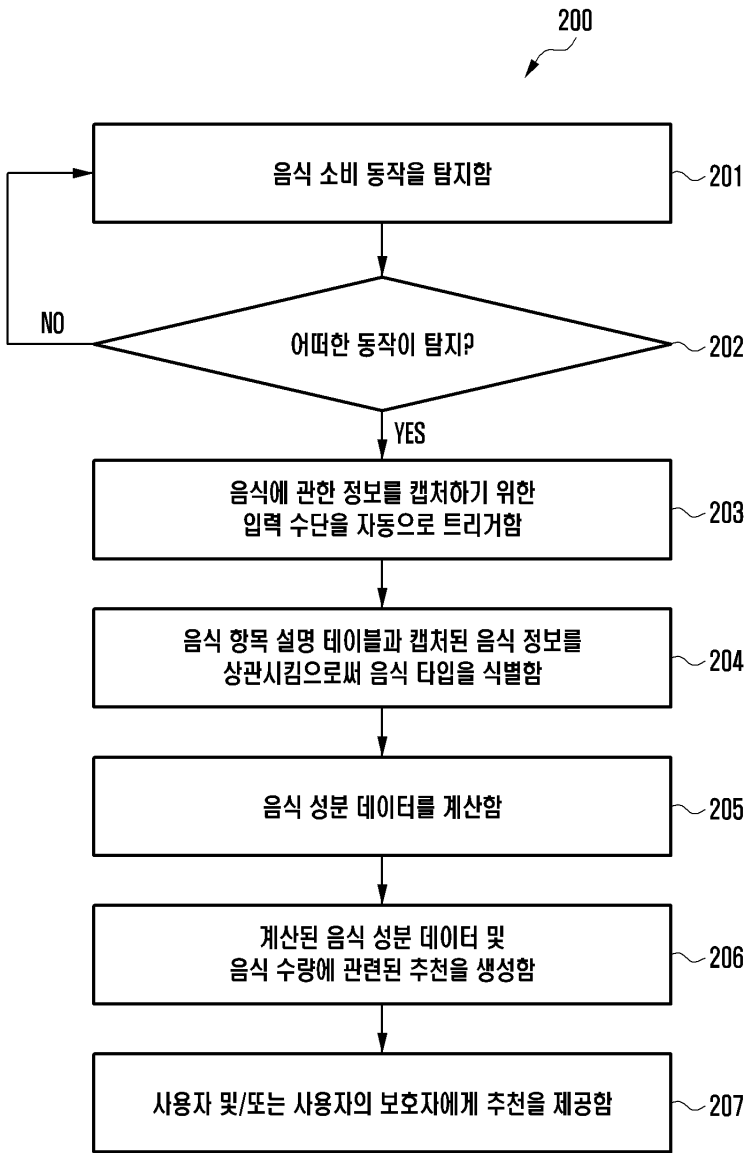 200
음식 소비 동작을 탐지함
201
NO
어떠한 동작이 탐지?
202
YES
음식에 관한 정보를 캡처하기 위한
입력 수단을 자동으로 트리거함
203
음식 항목 설명 테이블과 캡처된 음식 정보를
상관시킴으로써 음식 타입을 식별함
204
음식 성분 데이터를 계산함
205
계산된 음식 성분 데이터 및
음식 수량에 관련된 추천을 생성함
206
사용자 및/또는 사용자의 보호자에게 추천을 제공함
207